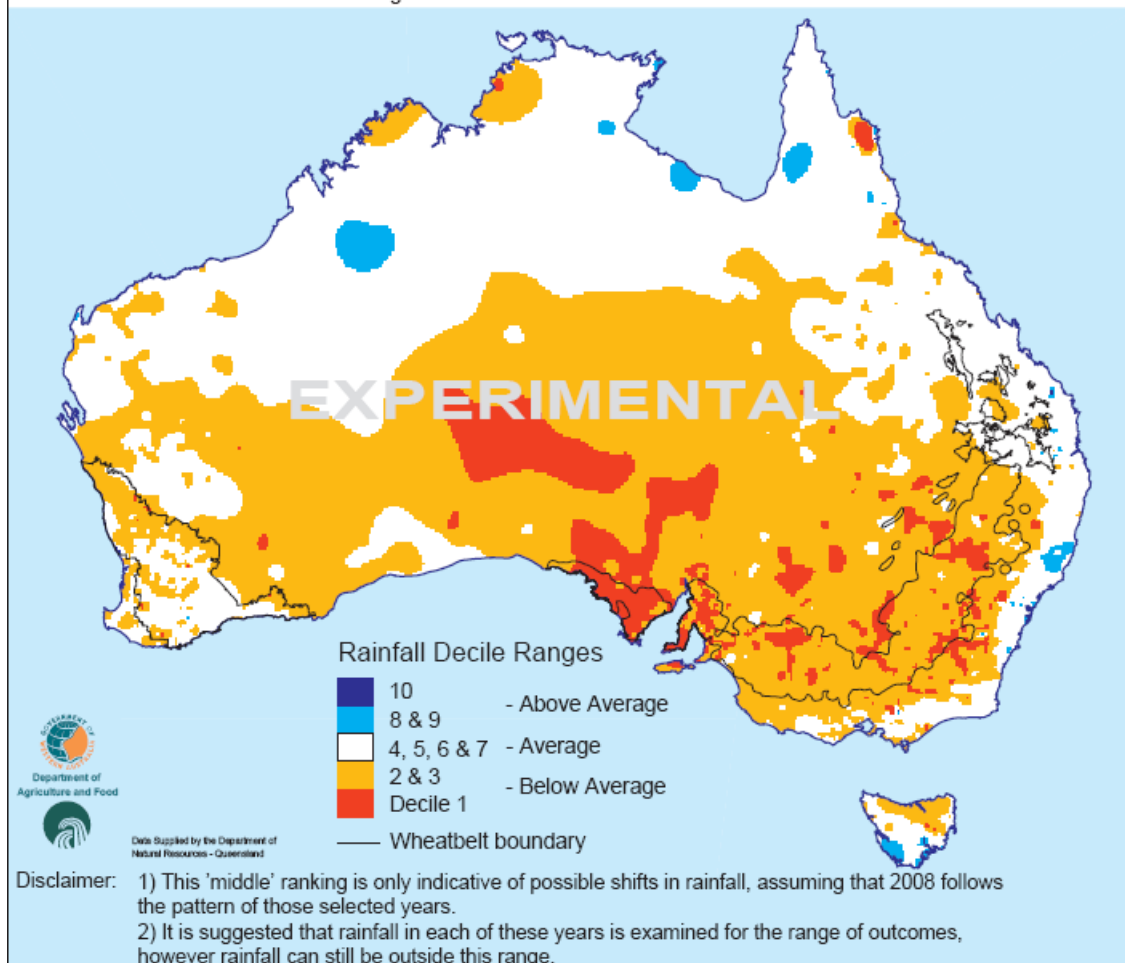 EXPERIMENTAL
Rainfall Decile Ranges
10
8 & 9
- Above Average
4, 5, 6 & 7 - Average
2 & 3
Decile 1
- Below Average
Wheatbelt boundary
GOVERNMENT OF
WESTERN AUSTRALIA
Department of
Agriculture and Food
Data Supplied by the Department of
Natural Resources - Queensland
Disclaimer: 1) This 'middle' ranking is only indicative of possible shifts in rainfall, assuming that 2008 follows
the pattern of those selected years.
2) It is suggested that rainfall in each of these years is examined for the range of outcomes,
however rainfall can still be outside this range.